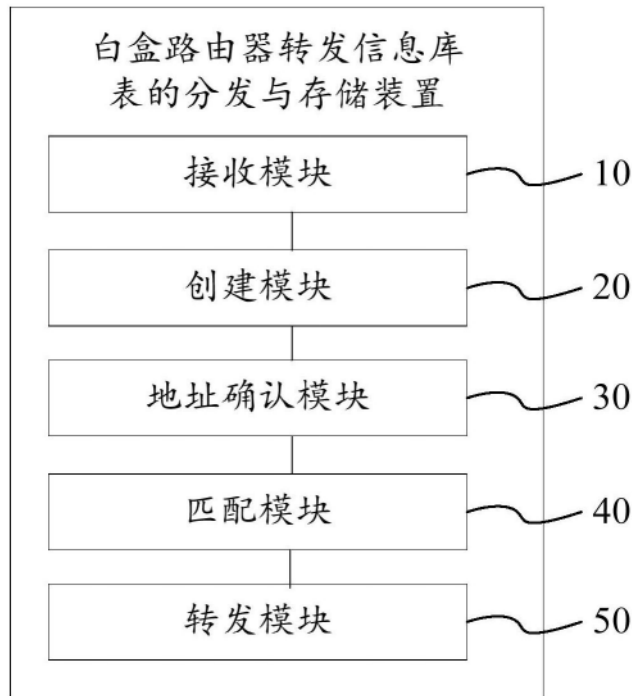 白盒路由器转发信息库
表的分发与存储装置
接收模块
10
创建模块
20
地址确认模块
30
匹配模块
40
转发模块
50